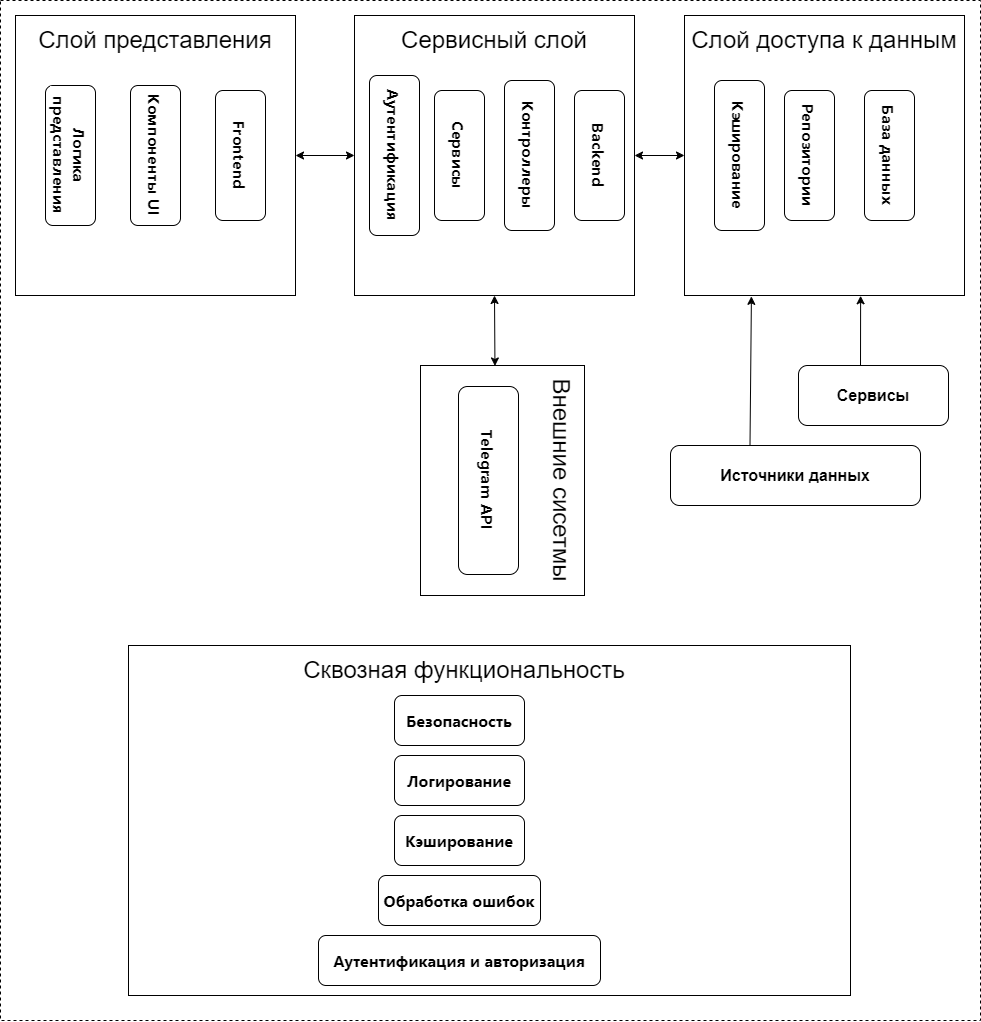 Слой представления
Логика
представления
Компоненты UI
Frontend
Сервисный слой
Аутентификация
Сервисы
Контроллеры
Backend
Слой доступа к данным
Кэширование
Репозитории
База данных
Внешние сисетмы
Telegram API
Сервисы
Источники данных
Сквозная функциональность
Безопасность
Логирование
Кэширование
Обработка ошибок
Аутентификация и авторизация